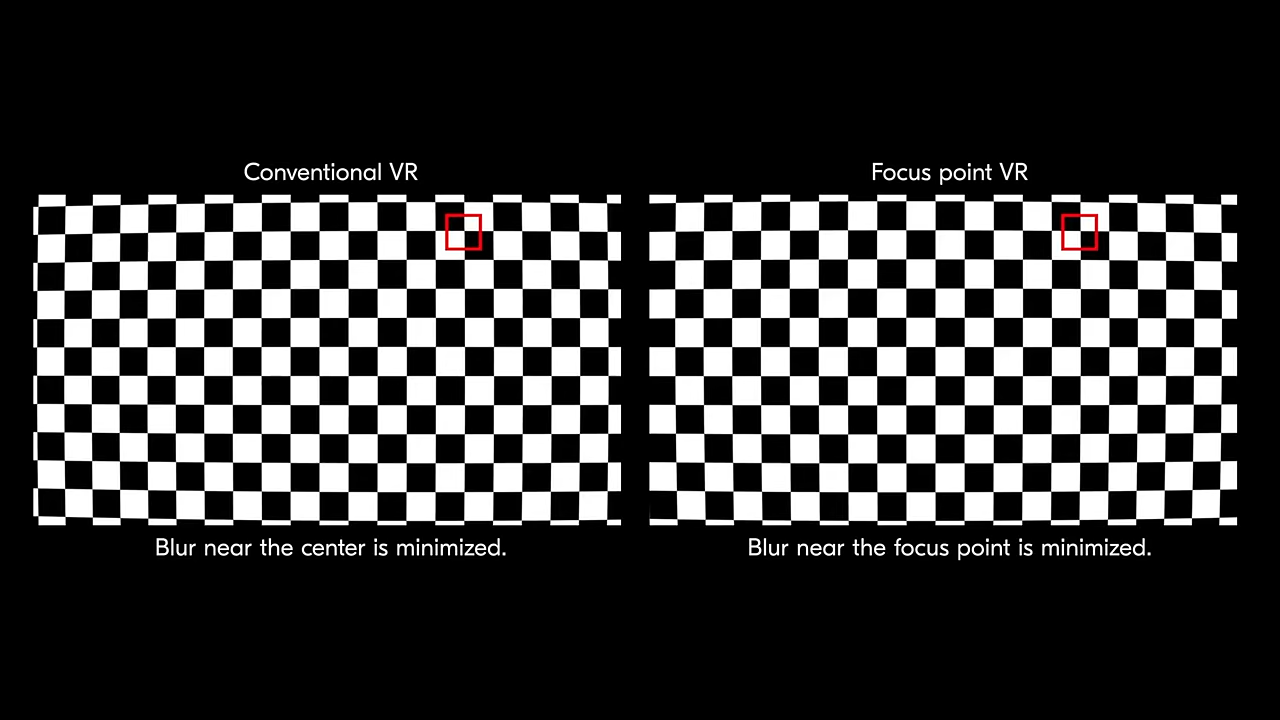 Conventional VR
Focus point VR
Blur near the center is minimized.
Blur near the focus point is minimized.